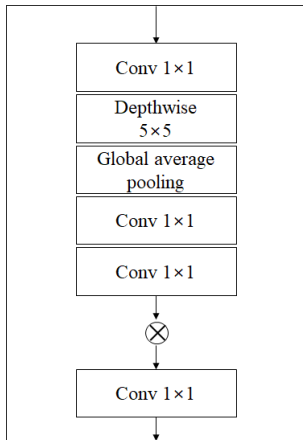 Conv 1×1
Depthwise
5×5
Global average
pooling
Conv 1×1
Conv 1×1
Conv 1×1